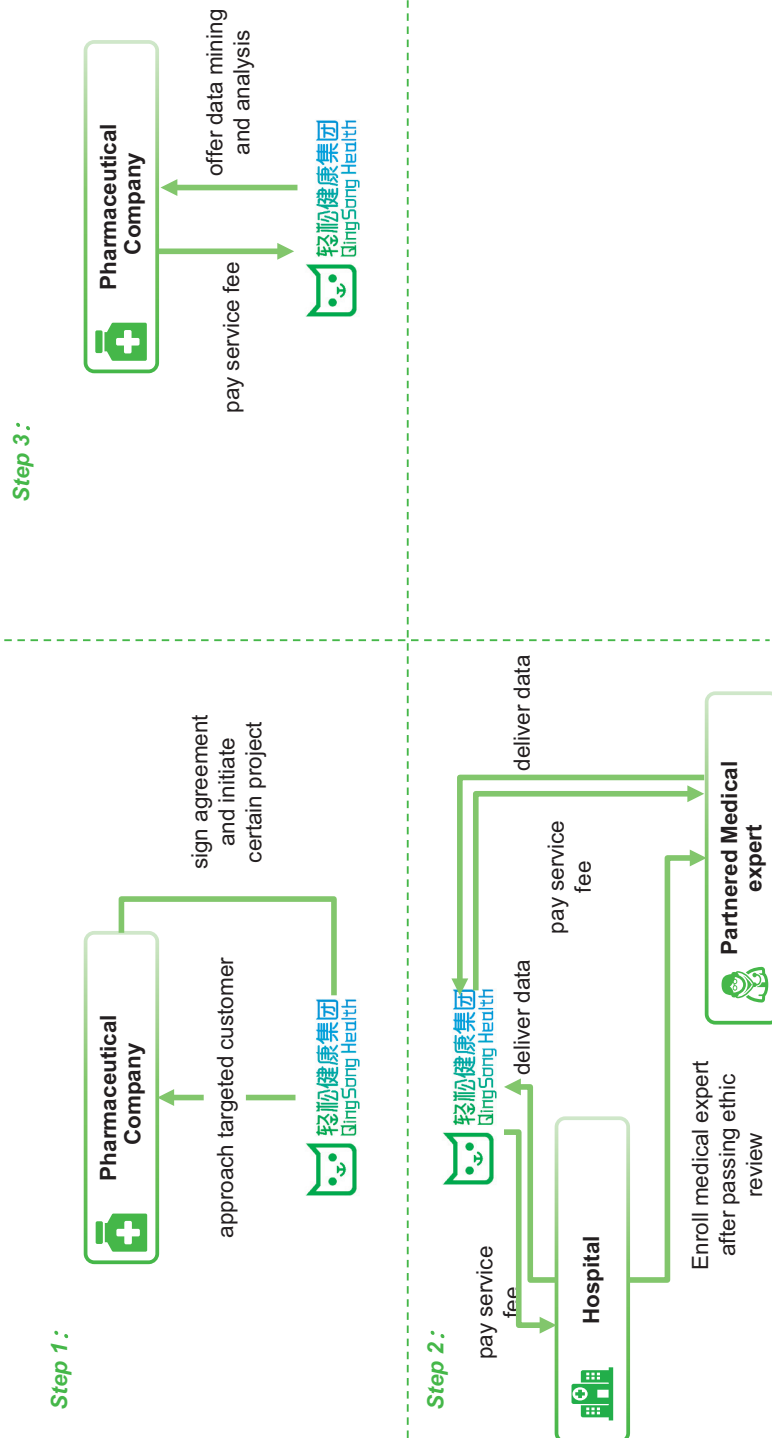 Step 1:
Pharmaceutical
Company
approach targeted customer
sign agreement
and initiate
certain project
轻松健康集团
QingSong Health
Step 3:
Pharmaceutical
Company
pay service fee
offer data mining
and analysis
轻松健康集团
QingSong Health
Step 2:
轻松健康集团
QingSong Health
pay service
fee
deliver data
pay service
fee
deliver data
Hospital
Enroll medical expert
after passing ethic
review
Partnered Medical
expert